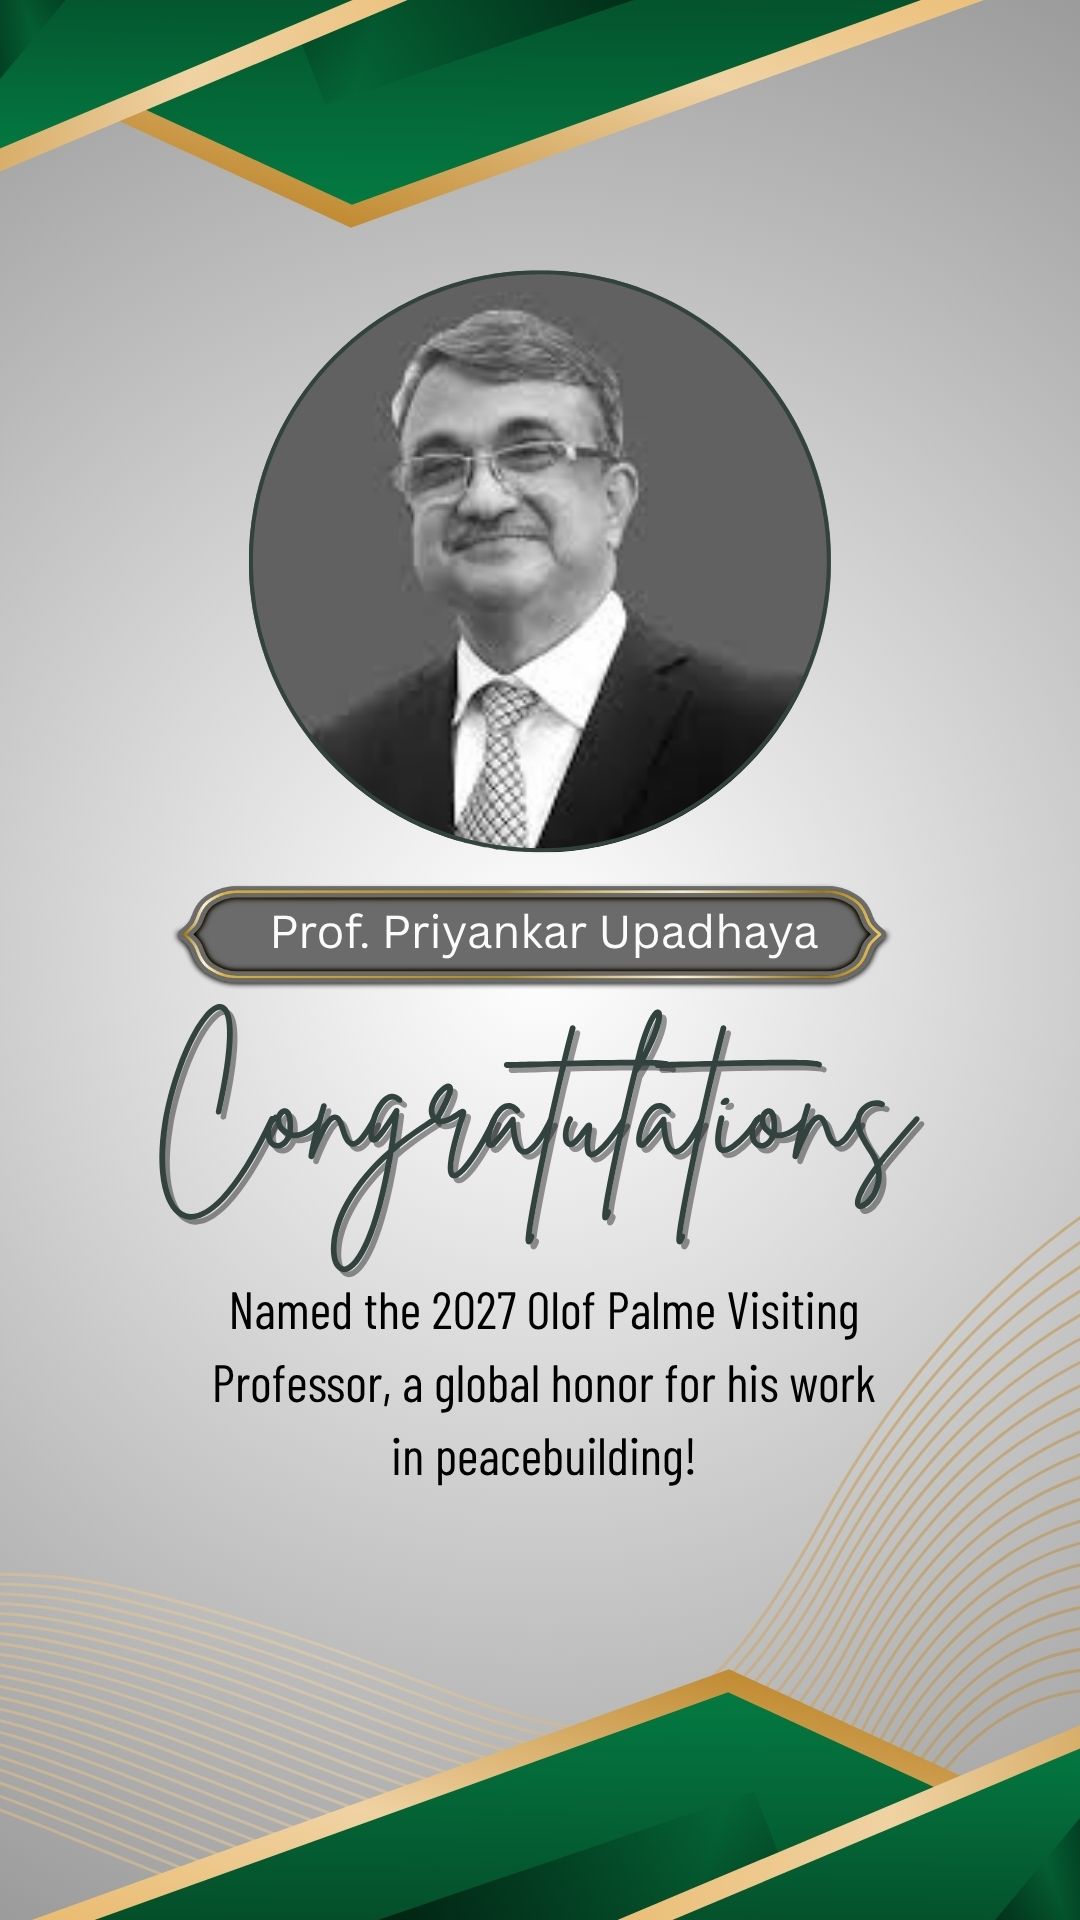 Prof. Priyankar Upadhaya
Congratulations
Named the 2027 Olof Palme Visiting
Professor, a global honor for his work
in peacebuilding!